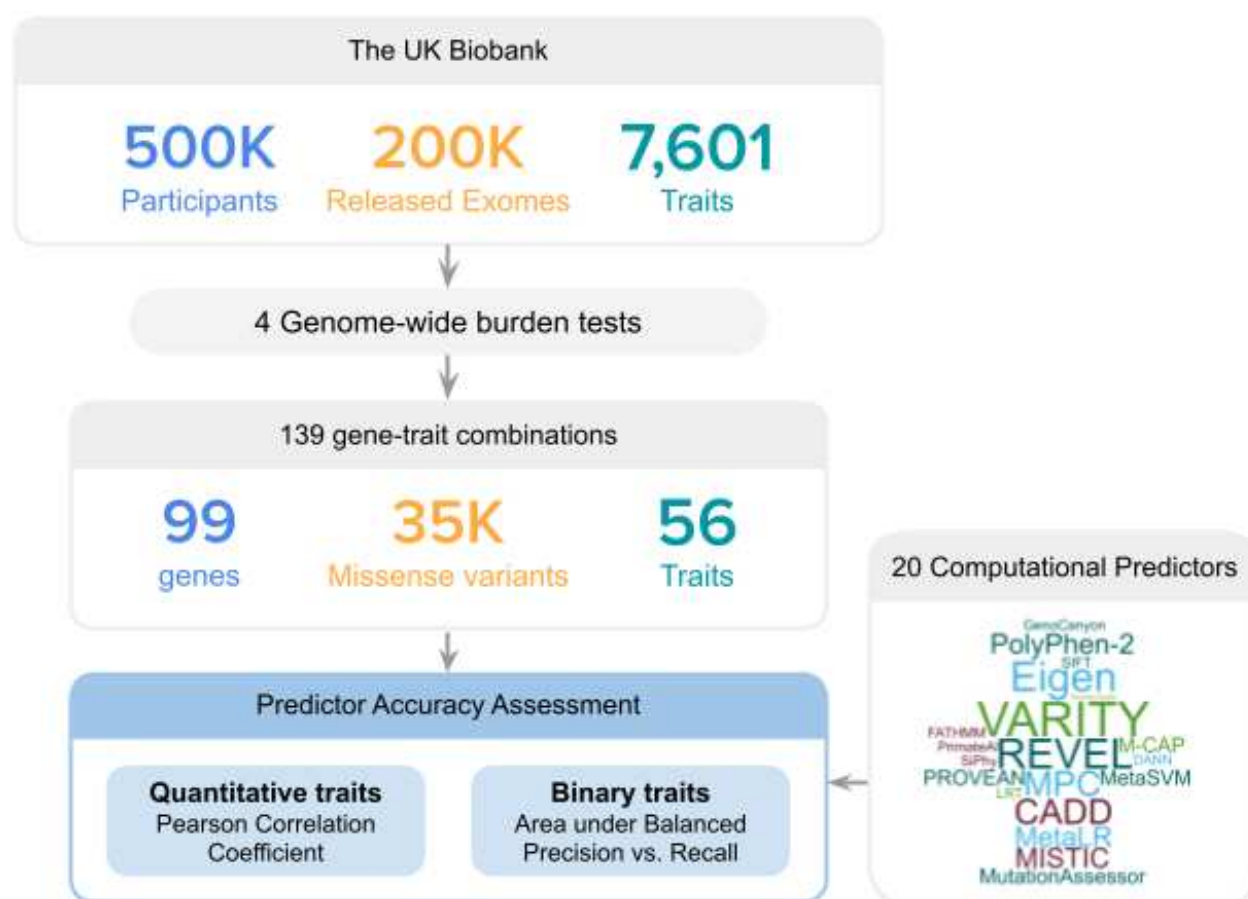 The UK Biobank
500K 200K 7,601
Participants Released Exomes Traits
4 Genome-wide burden tests
139 gene-trait combinations
99 35K 56
genes Missense variants Traits
20 Computational Predictors
GenoCanyon
PolyPhen-2
SIFT
Eigen
VARITY
FATHMM
PrimateAI
REVEL
M-CAP
SiPhy
DANN
PROVEAN
MPC
MetaSVM
LRT
CADD
MetaLR
MISTIC
MutationAssessor
Predictor Accuracy Assessment
Quantitative traits
Pearson Correlation
Coefficient
Binary traits
Area under Balanced
Precision vs. Recall